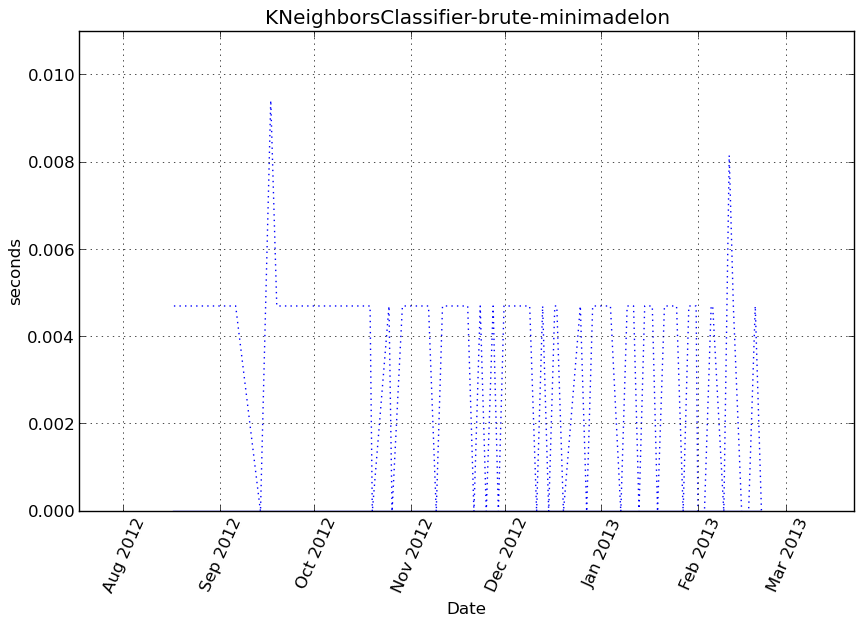 KNeighborsClassifier-brute-minimadelon
seconds
0.010
0.008
0.006
0.004
0.002
0.000
Aug 2012
Sep 2012
Oct 2012
Nov 2012
Dec 2012
Jan 2013
Feb 2013
Mar 2013
Date